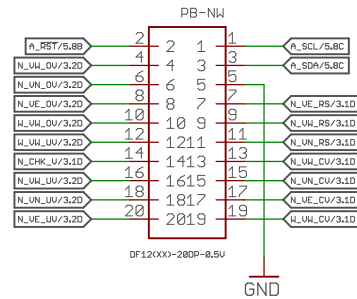 PB-NW
A_RST/5.8B 2 2 1 1 A_SCL/5.8C
N_VW_OV/3.2D 4 4 3 3 A_SDA/5.8C
N_VN_OV/3.2D 6 6 5 5
N_VE_OV/3.2D 8 8 7 7 N_VE_RS/3.1D
W_VW_OV/3.2D 10 10 9 9 N_VW_RS/3.1D
W_VW_UV/3.2D 12 12 11 11 N_VN_RS/3.1D
N_CHK_V/3.1D 14 14 13 13 N_VW_CV/3.1D
N_VW_UV/3.2D 16 16 15 15 N_VN_CV/3.1D
N_VN_UV/3.2D 18 18 17 17 N_VE_CV/3.1D
N_VE_UV/3.2D 20 20 19 19 W_VW_CV/3.1D
DF12(XX)-20DP-0.5V
GND